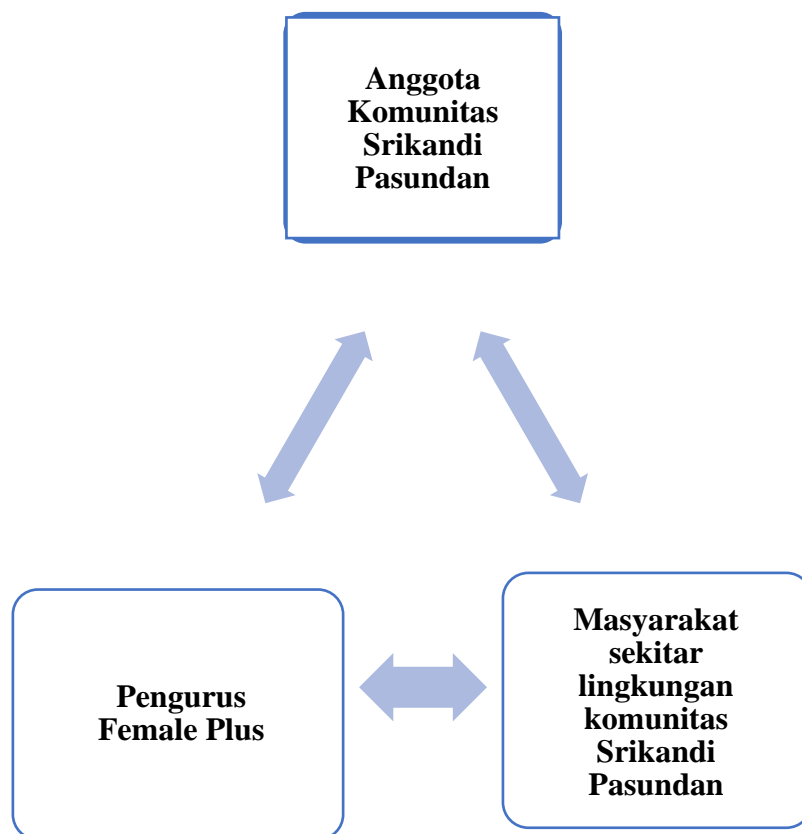 Anggota
Komunitas
Srikandi
Pasundan
Pengurus
Female Plus
Masyarakat
sekitar
lingkungan
komunitas
Srikandi
Pasundan